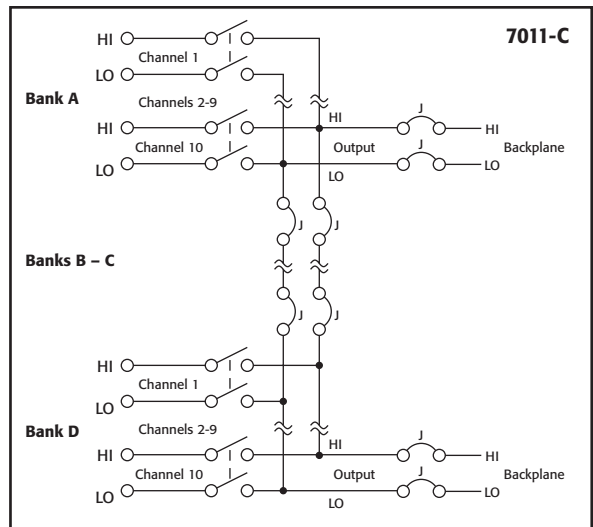 7011-C
HI
Channel 1
LO
Bank A
Channels 2-9
HI
HI
J
HI
Channel 10
Output
J
Backplane
LO
LO
LO
J
J
Banks B – C
J
J
HI
Channel 1
LO
Bank D
Channels 2-9
HI
HI
J
HI
Channel 10
Output
J
Backplane
LO
LO
LO